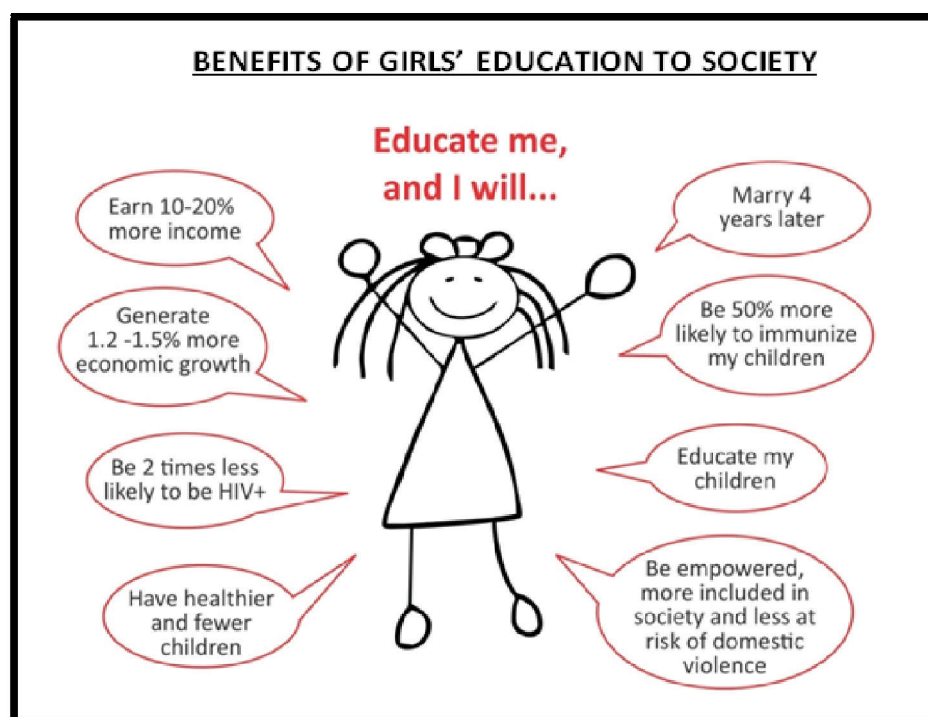 BENEFITS OF GIRLS’ EDUCATION TO SOCIETY
Educate me,
and I will...
Earn 10-20%
more income
Generate
1.2 -1.5% more
economic growth
Be 2 times less
likely to be HIV+
Have healthier
and fewer
children
Marry 4
years later
Be 50% more
likely to immunize
my children
Educate my
children
Be empowered,
more included in
society and less at
risk of domestic
violence